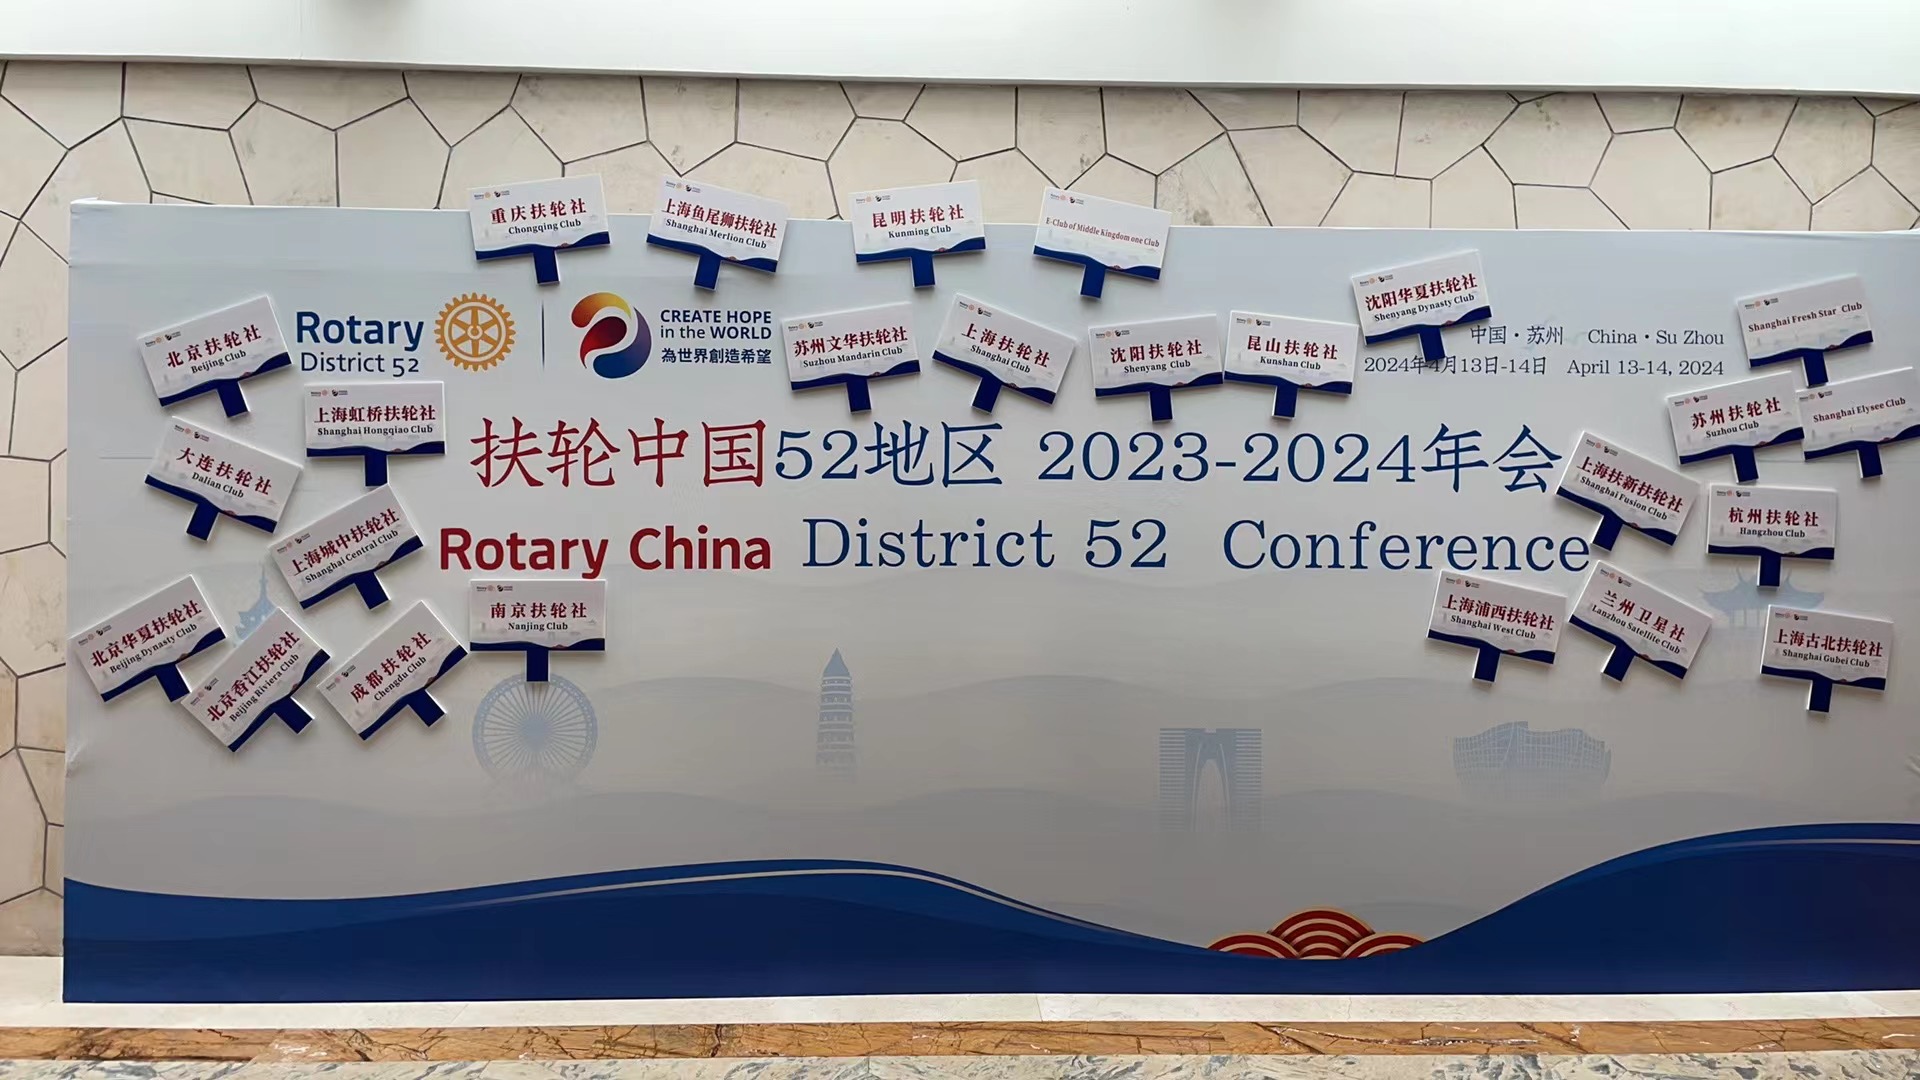 重庆扶轮社
Chongqing Club
上海鱼尾狮扶轮社
Shanghai Merlion Club
昆明扶轮社
Kunming Club
E-Club of Middle Kingdom one Club
沈阳华夏扶轮社
Shenyang Dynasty Club
Shanghai Fresh Star Club
北京扶轮社
Beijing Club
Rotary
District 52
CREATE HOPE
in the WORLD
為世界創造希望
苏州文华扶轮社
Suzhou Mandarin Club
上海扶轮社
Shanghai Club
沈阳扶轮社
Shenyang Club
昆山扶轮社
Kunshan Club
中国·苏州 China·Su Zhou
2024年4月13日-14日 April 13-14, 2024
上海虹桥扶轮社
Shanghai Hongqiao Club
苏州扶轮社
Suzhou Club
Shanghai Elysee Club
扶轮中国52地区 2023-2024年会
大连扶轮社
Dalian Club
上海扶新扶轮社
Shanghai Fusion Club
杭州扶轮社
Hangzhou Club
Rotary China District 52 Conference
上海城中扶轮社
Shanghai Central Club
北京华夏扶轮社
Beijing Dynasty Club
北京香江扶轮社
Beijing Riviera Club
成都扶轮社
Chengdu Club
南京扶轮社
Nanjing Club
上海浦西扶轮社
Shanghai West Club
兰州卫星社
Lanzhou Satellite Club
上海古北扶轮社
Shanghai Gubei Club